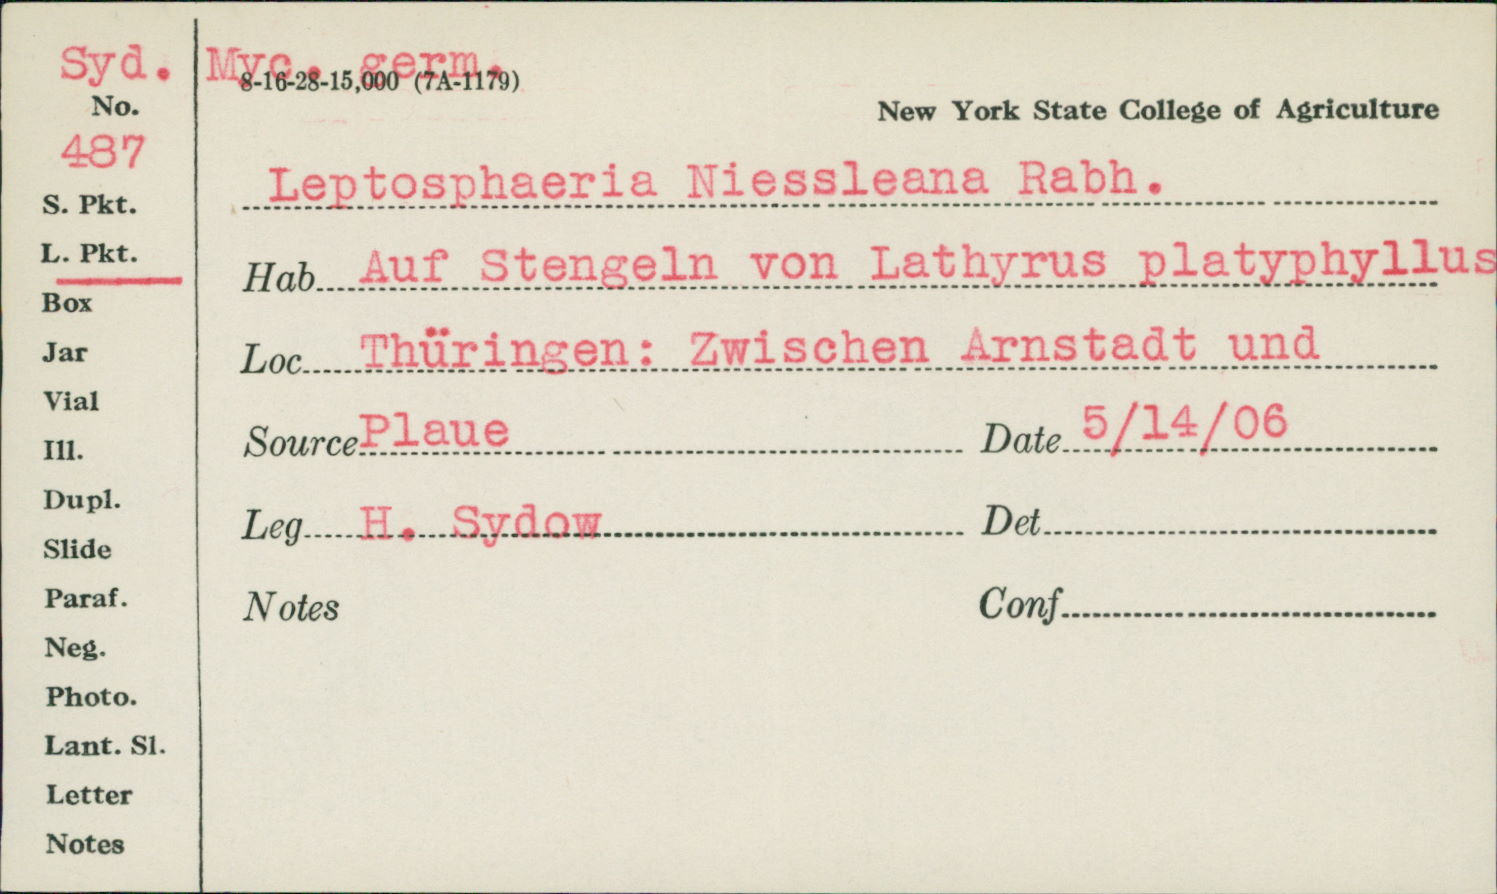 Syd. Myc. germ.
8-16-28-15,000 (7A-1179)
No.
New York State College of Agriculture
487
Leptosphaeria Niessleana Rabh.
S. Pkt.
L. Pkt.
Hab Auf Stengeln von Lathyrus platyphyllus
Box
Jar
Loc Thüringen: Zwischen Arnstadt und
Vial
Source Plaue Date 5/14/06
Ill.
Dupl.
Leg H. Sydow Det
Slide
Paraf.
Notes Conf
Neg.
Photo.
Lant. Sl.
Letter
Notes